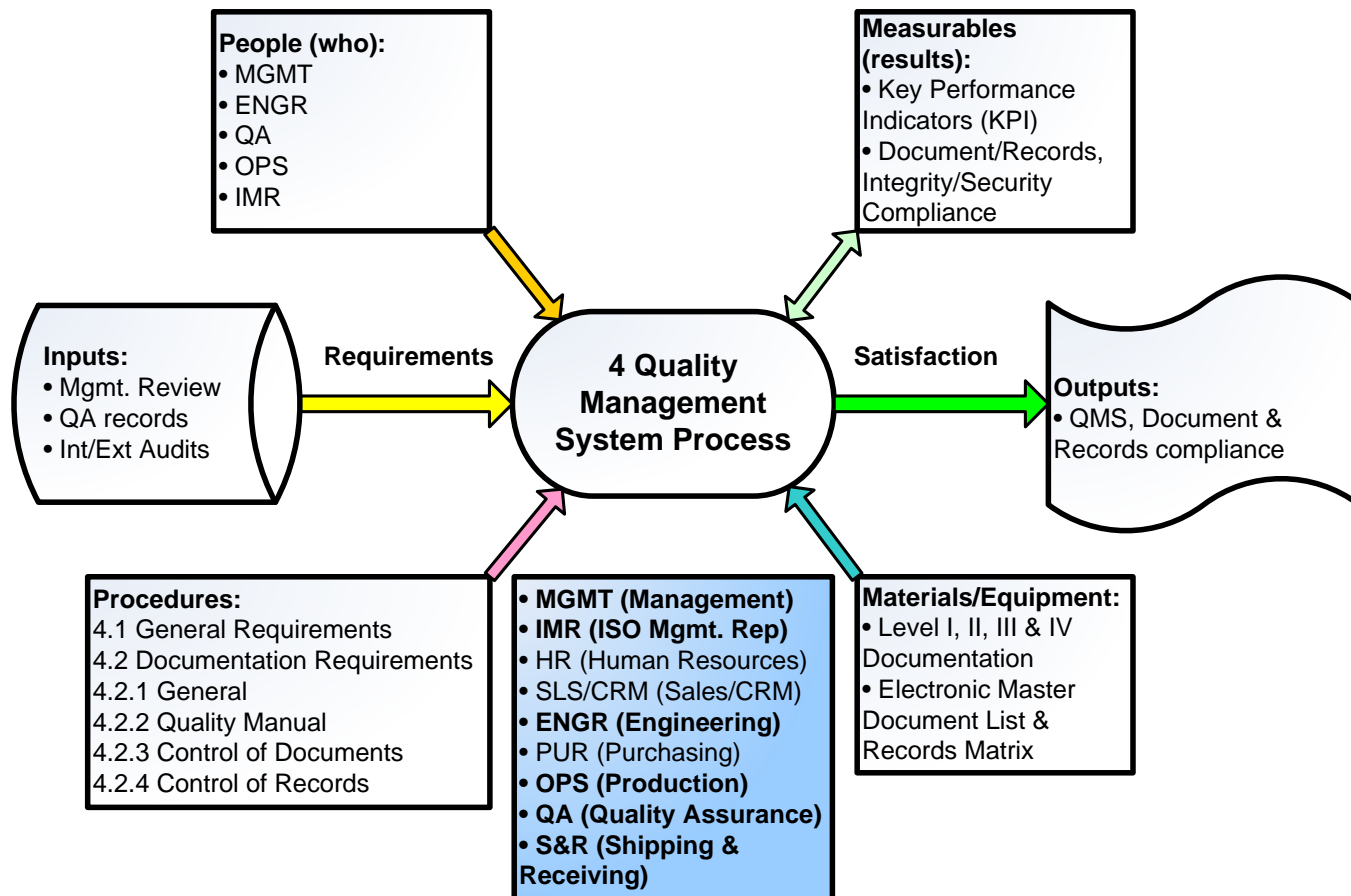 People (who):
• MGMT
• ENGR
• QA
• OPS
• IMR
Measurables
(results):
• Key Performance
Indicators (KPI)
• Document/Records,
Integrity/Security
Compliance
Inputs:
• Mgmt. Review
• QA records
• Int/Ext Audits
Requirements
4 Quality
Management
System Process
Satisfaction
Outputs:
• QMS, Document &
Records compliance
Procedures:
4.1 General Requirements
4.2 Documentation Requirements
4.2.1 General
4.2.2 Quality Manual
4.2.3 Control of Documents
4.2.4 Control of Records
• MGMT (Management)
• IMR (ISO Mgmt. Rep)
• HR (Human Resources)
• SLS/CRM (Sales/CRM)
• ENGR (Engineering)
• PUR (Purchasing)
• OPS (Production)
• QA (Quality Assurance)
• S&R (Shipping &
Receiving)
Materials/Equipment:
• Level I, II, III & IV
Documentation
• Electronic Master
Document List &
Records Matrix